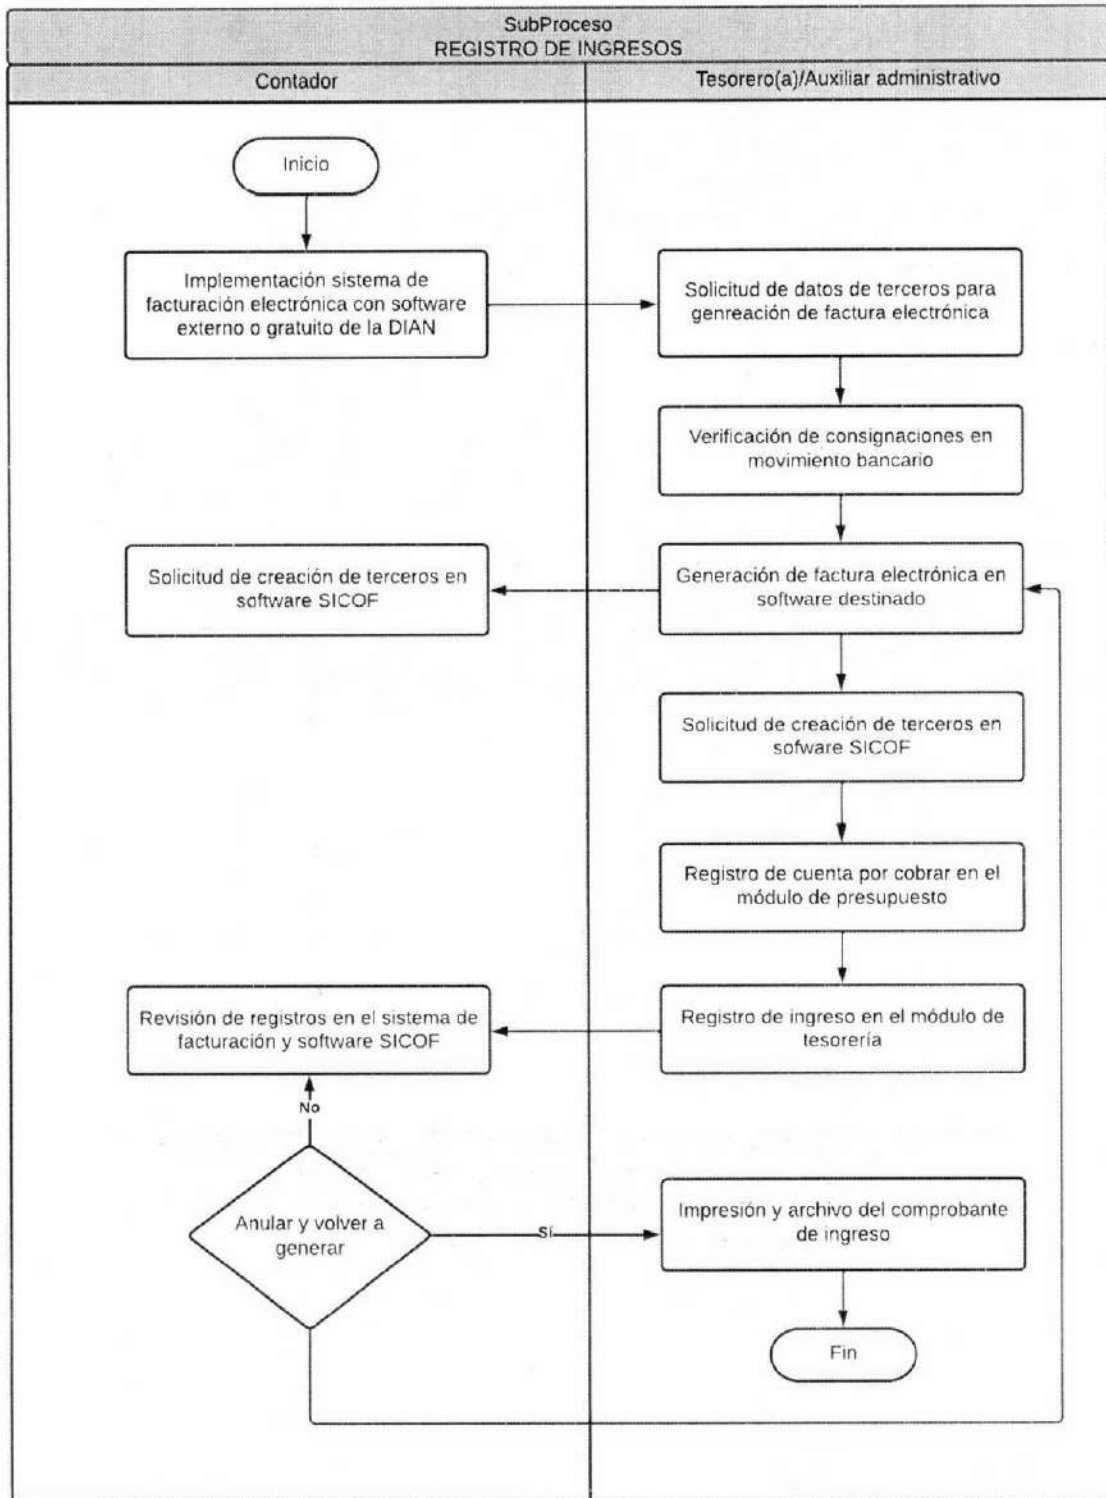 SubProceso
REGISTRO DE INGRESOS
Contador
Tesorero(a)/Auxiliar administrativo
Inicio
Implementación sistema de
facturación electrónica con software
externo o gratuito de la DIAN
Solicitud de datos de terceros para
genreación de factura electrónica
Verificación de consignaciones en
movimiento bancario
Solicitud de creación de terceros en
software SICOF
Generación de factura electrónica en
software destinado
Solicitud de creación de terceros en
sofware SICOF
Registro de cuenta por cobrar en el
módulo de presupuesto
Revisión de registros en el sistema de
facturación y software SICOF
Registro de ingreso en el módulo de
tesorería
No
Anular y volver a
generar
Sí
Impresión y archivo del comprobante
de ingreso
Fin